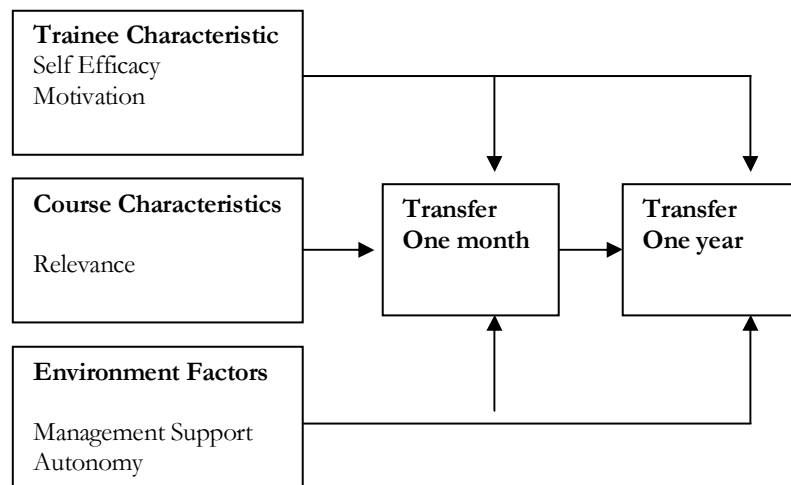 Trainee Characteristic
Self Efficacy
Motivation
Course Characteristics
Relevance
Transfer
One month
Transfer
One year
Environment Factors
Management Support
Autonomy